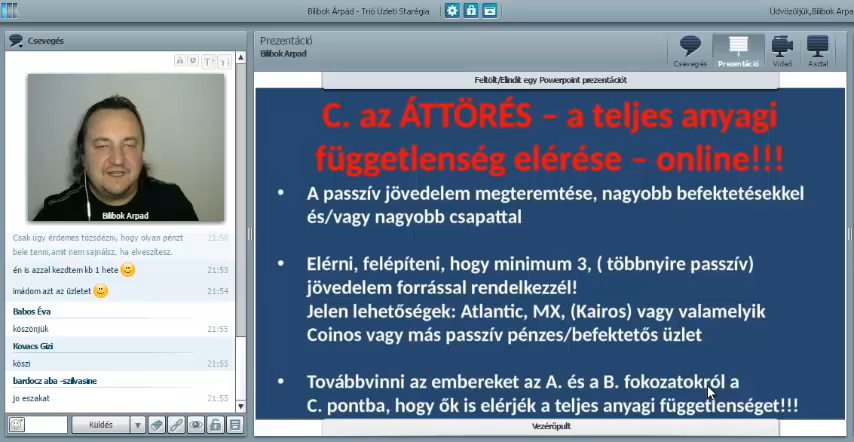 Bilibok Árpád - Trió Üzleti Starégia
Üdvözöljük,Bilibok Arpa
Csevegés
Bilibok Arpad
Csak úgy érdemes tőzsdézni, hogy olyan pénzt
bele tenni,amit nem sajnálsz, ha elveszítesz.
21:50
én is azzal kezdtem kb 1 hete
21:53
imádom azt az üzletet
21:54
Babos Éva
köszönjük
21:55
Kovacs Gizi
köszi
21:55
bardocz aba -szilvasine
jo eszakat
21:55
Küldés
Prezentáció
Bilibok Arpad
Csevegés
Prezentáció
Videó
Asztal
Feltölt/Elindít egy Powerpoint prezentációt
C. az ÁTTÖRÉS – a teljes anyagi
függetlenség elérése – online!!!
• A passzív jövedelem megteremtése, nagyobb befektetésekkel
és/vagy nagyobb csapattal
• Elérni, felépíteni, hogy minimum 3, ( többnyire passzív)
jövedelem forrással rendelkezzél!
Jelen lehetőségek: Atlantic, MX, (Kairos) vagy valamelyik
Coinos vagy más passzív pénzes/befektetős üzlet
• Továbbvinni az embereket az A. és a B. fokozatokról a
C. pontba, hogy ők is elérjék a teljes anyagi függetlenséget!!!
Vezérlőpult